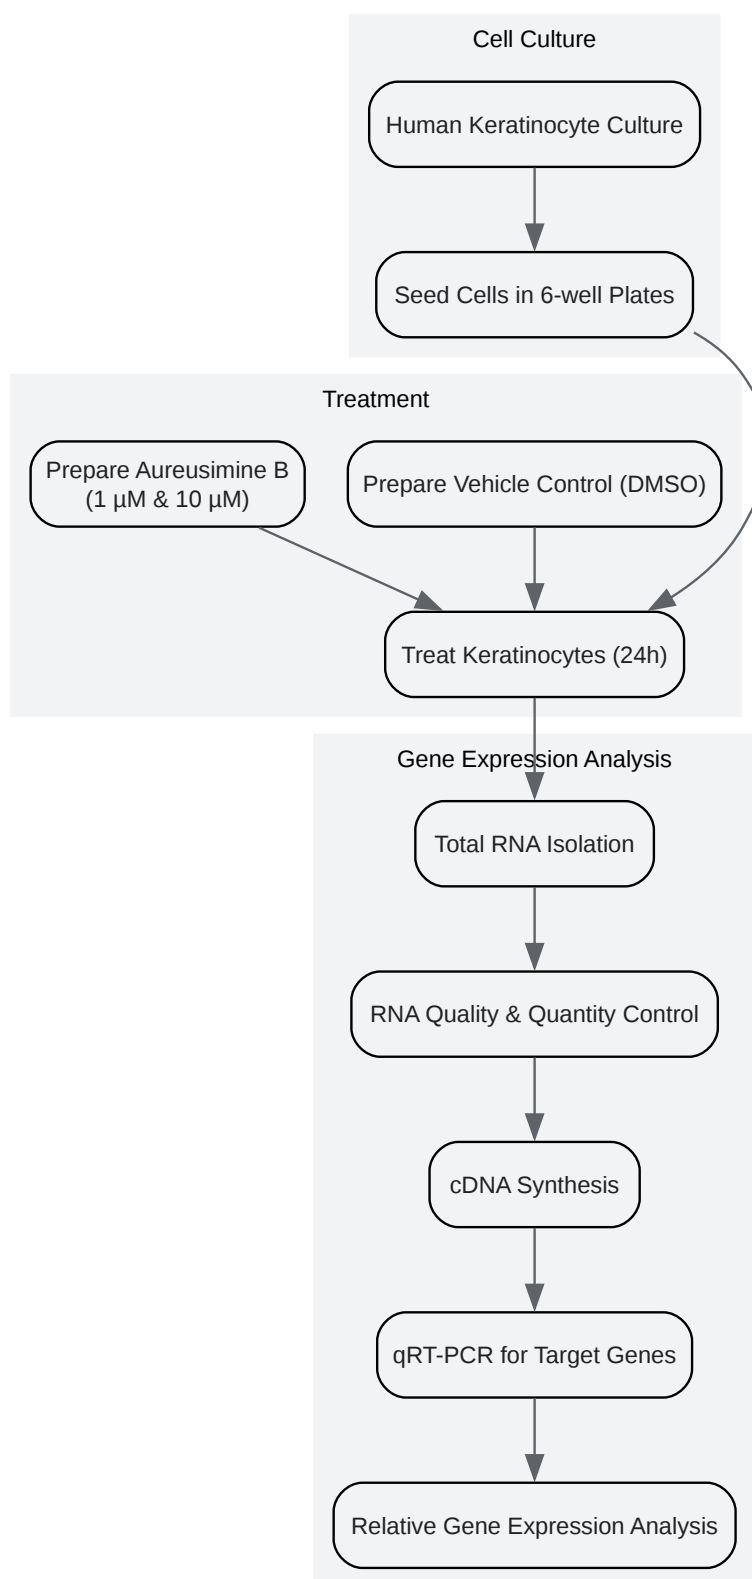 Cell Culture
Human Keratinocyte Culture
Seed Cells in 6-well Plates
Treatment
Prepare Aureusimine B
(1 µM & 10 µM)
Prepare Vehicle Control (DMSO)
Treat Keratinocytes (24h)
Gene Expression Analysis
Total RNA Isolation
RNA Quality & Quantity Control
cDNA Synthesis
qRT-PCR for Target Genes
Relative Gene Expression Analysis